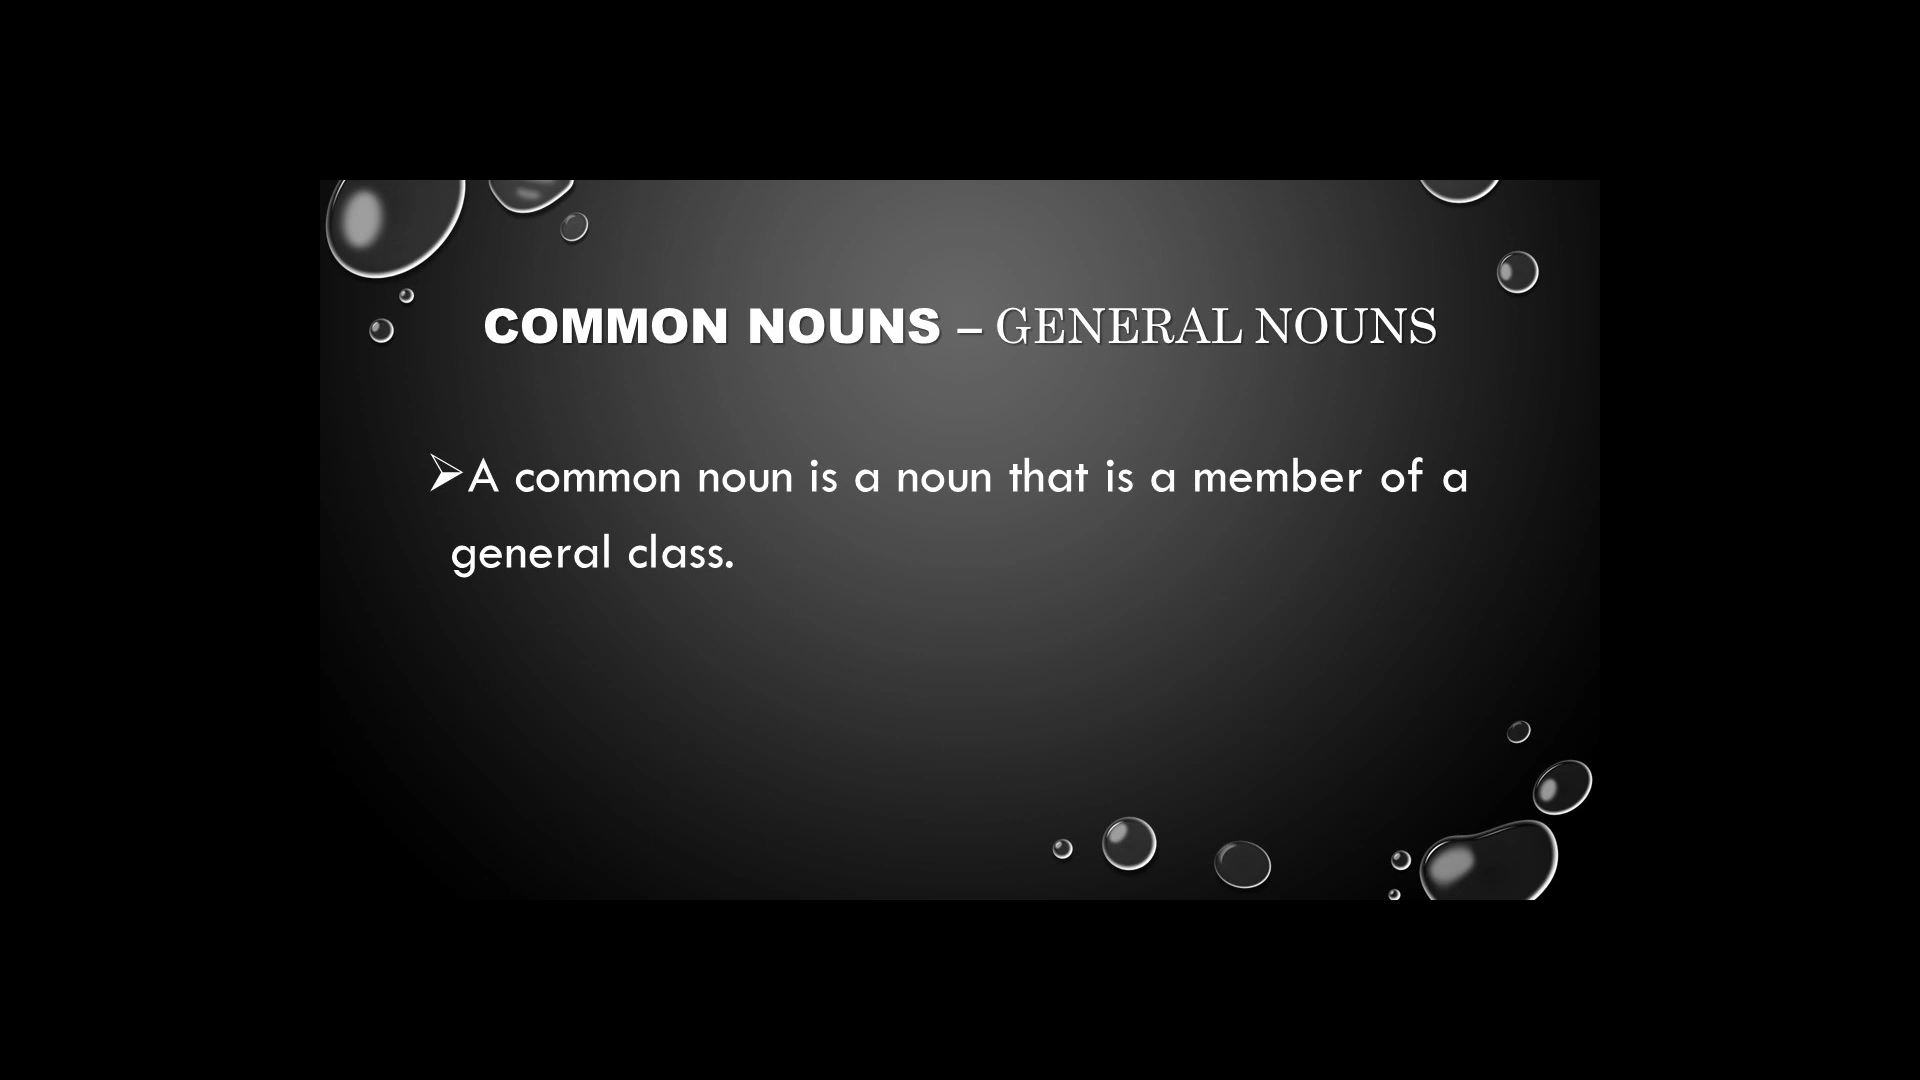 COMMON NOUNS – GENERAL NOUNS
➢A common noun is a noun that is a member of a
general class.